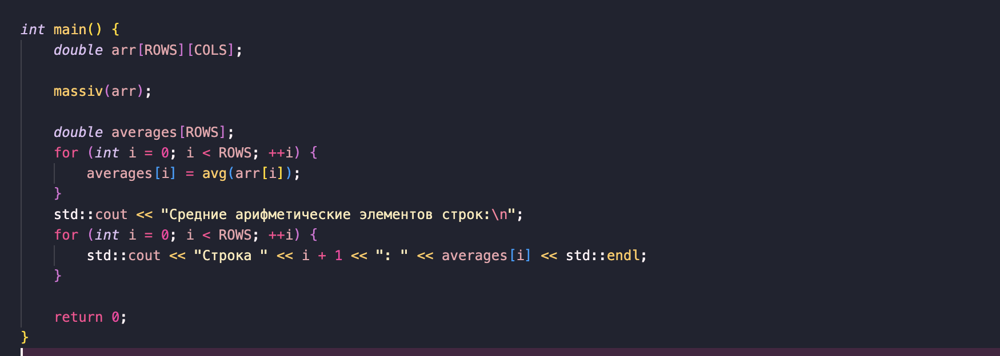 int main() {
    double arr[ROWS][COLS];
    massiv(arr);
    double averages[ROWS];
    for (int i = 0; i < ROWS; ++i) {
        averages[i] = avg(arr[i]);
    }
    std::cout << "Средние арифметические элементов строк:\n";
    for (int i = 0; i < ROWS; ++i) {
        std::cout << "Строка " << i + 1 << ": " << averages[i] << std::endl;
    }
    return 0;
}